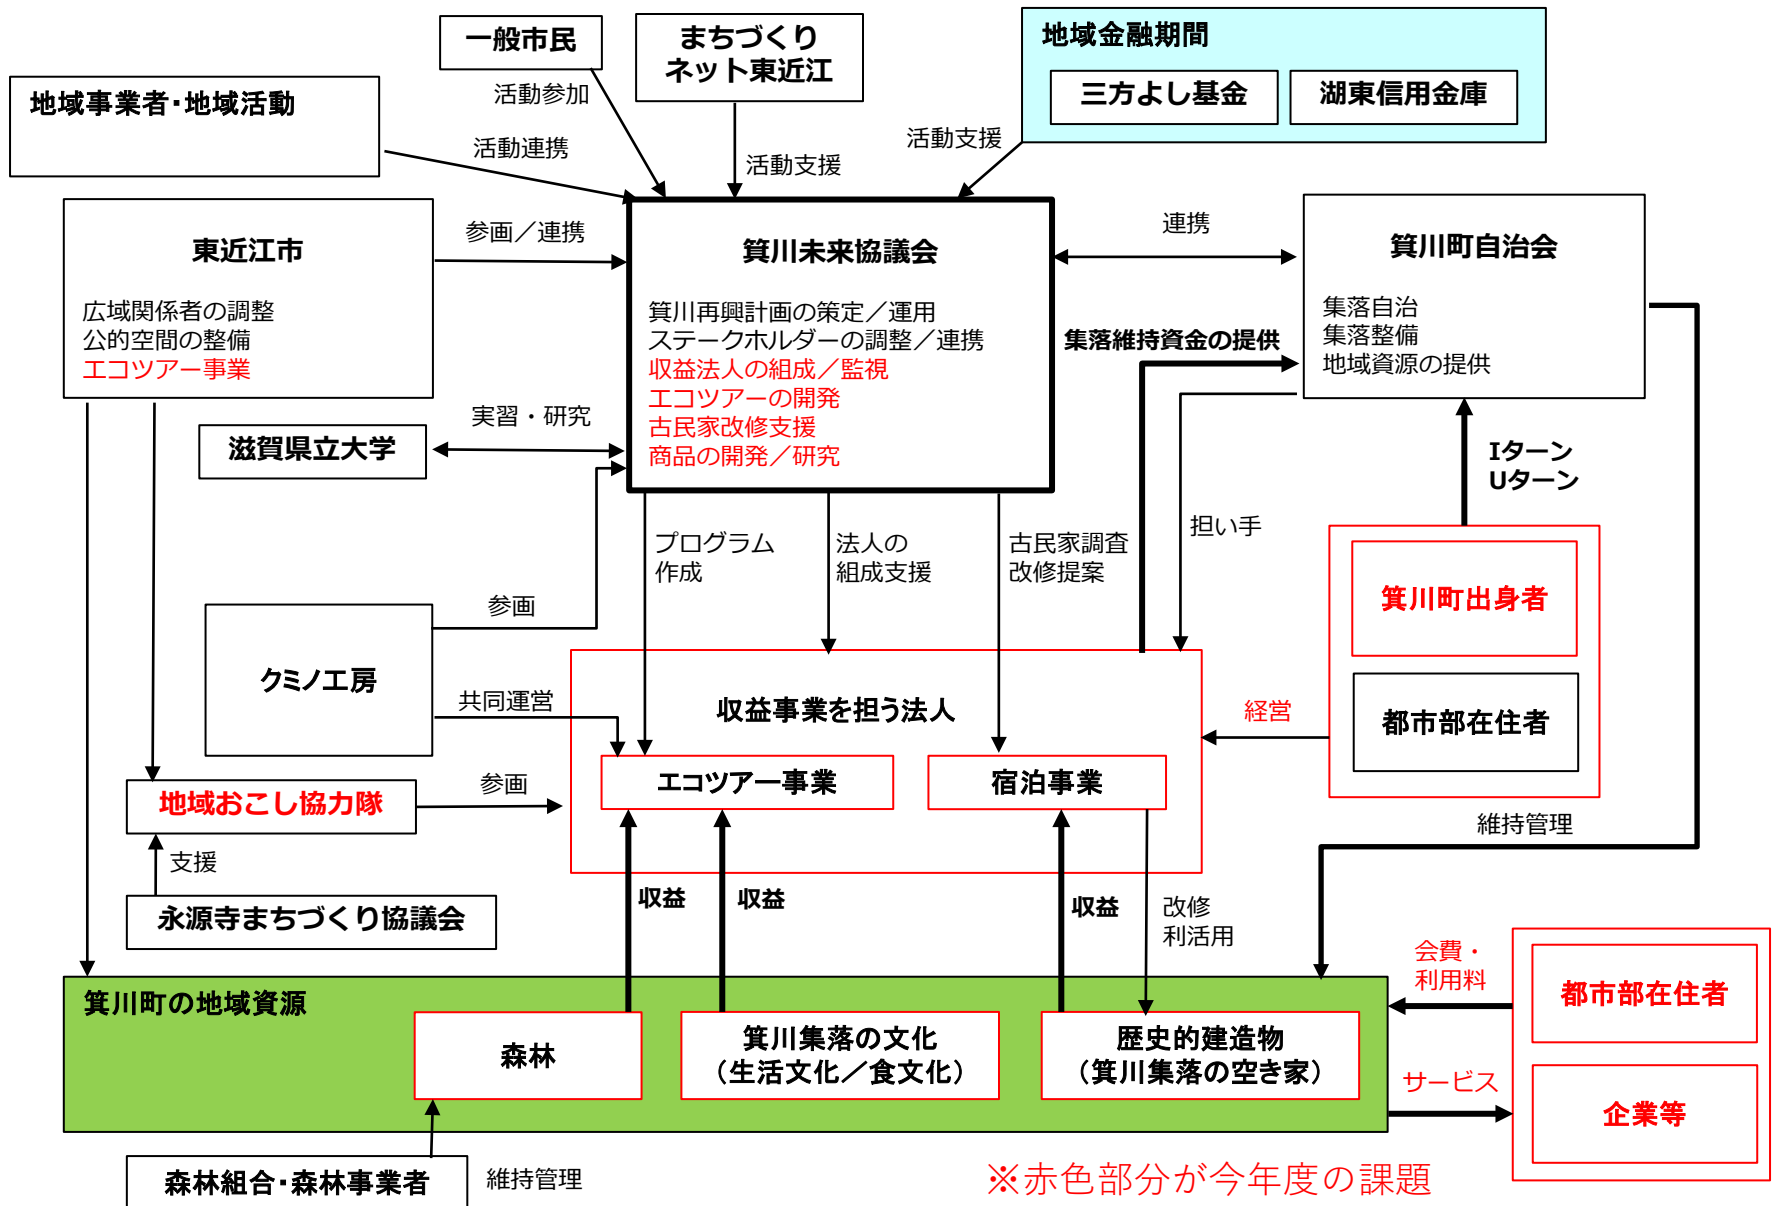 一般市民
まちづくり
ネット東近江
地域金融期間
三方よし基金
湖東信用金庫
地域事業者・地域活動
活動参加
活動連携
活動支援
活動支援
東近江市
広域関係者の調整
公的空間の整備
エコツアー事業
参画／連携
箕川未来協議会
箕川再興計画の策定／運用
ステークホルダーの調整／連携
収益法人の組成／監視
エコツアーの開発
古民家改修支援
商品の開発／研究
連携
箕川町自治会
集落自治
集落整備
地域資源の提供
集落維持資金の提供
実習・研究
滋賀県立大学
Iターン
Uターン
プログラム
作成
法人の
組成支援
古民家調査
改修提案
担い手
箕川町出身者
都市部在住者
参画
クミノ工房
共同運営
収益事業を担う法人
経営
エコツアー事業
宿泊事業
地域おこし協力隊
参画
維持管理
支援
永源寺まちづくり協議会
収益
収益
収益
改修
利活用
会費・
利用料
都市部在住者
企業等
サービス
箕川町の地域資源
森林
箕川集落の文化
（生活文化／食文化）
歴史的建造物
（箕川集落の空き家）
森林組合・森林事業者
維持管理
※赤色部分が今年度の課題